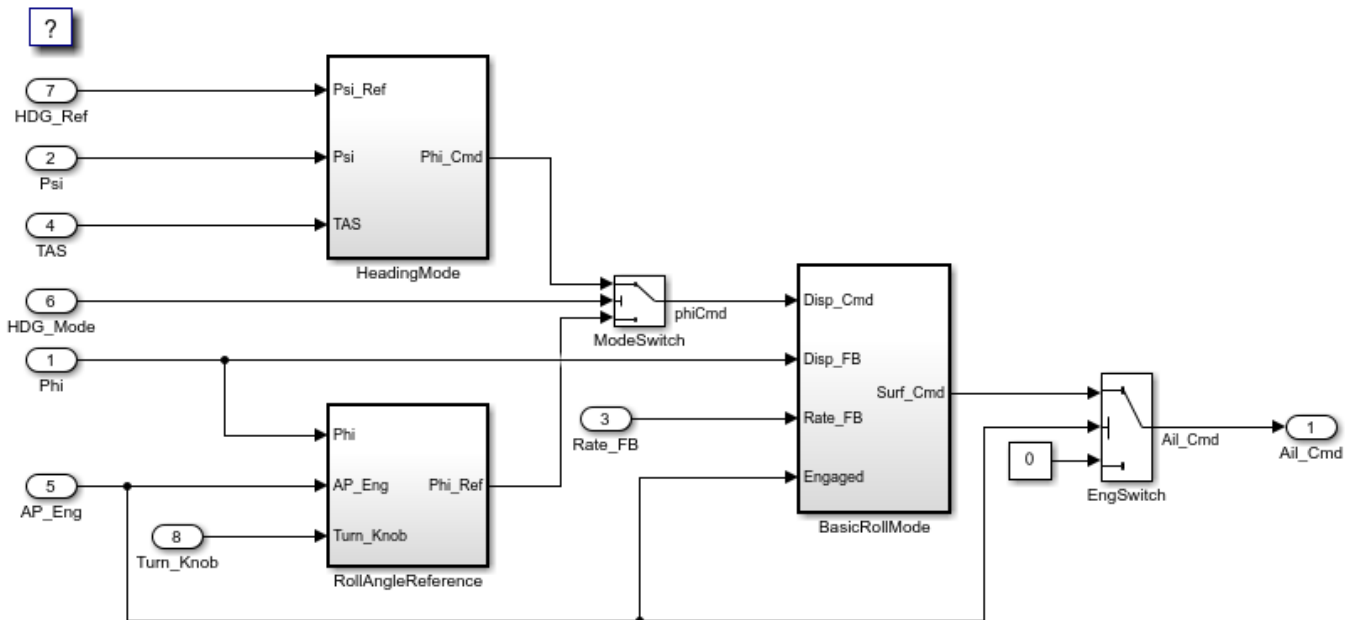 ?
7
HDG_Ref
2
Psi
4
TAS
Psi_Ref
Psi
TAS
Phi_Cmd
HeadingMode
6
HDG_Mode
1
Phi
ModeSwitch
phiCmd
Disp_Cmd
Disp_FB
Rate_FB
Engaged
Surf_Cmd
BasicRollMode
3
Rate_FB
5
AP_Eng
8
Turn_Knob
Phi
AP_Eng
Turn_Knob
Phi_Ref
RollAngleReference
0
EngSwitch
Ail_Cmd
1
Ail_Cmd